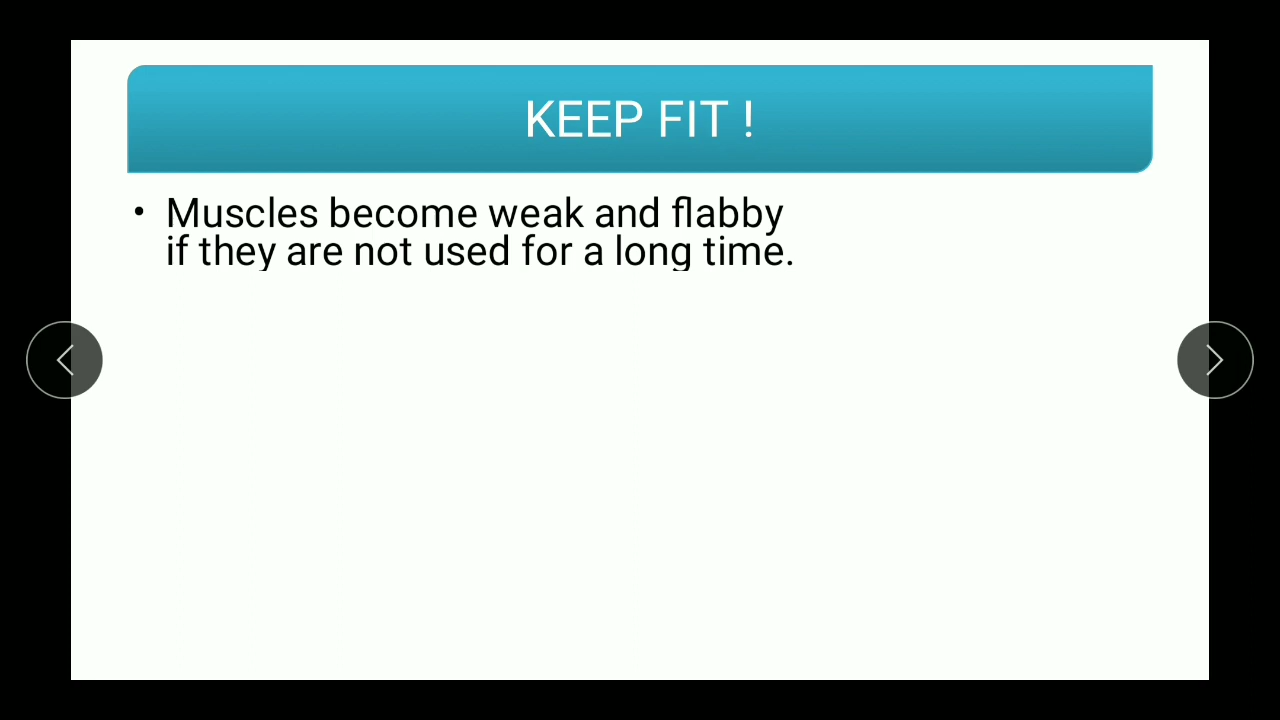 KEEP FIT !
• Muscles become weak and flabby
if they are not used for a long time.